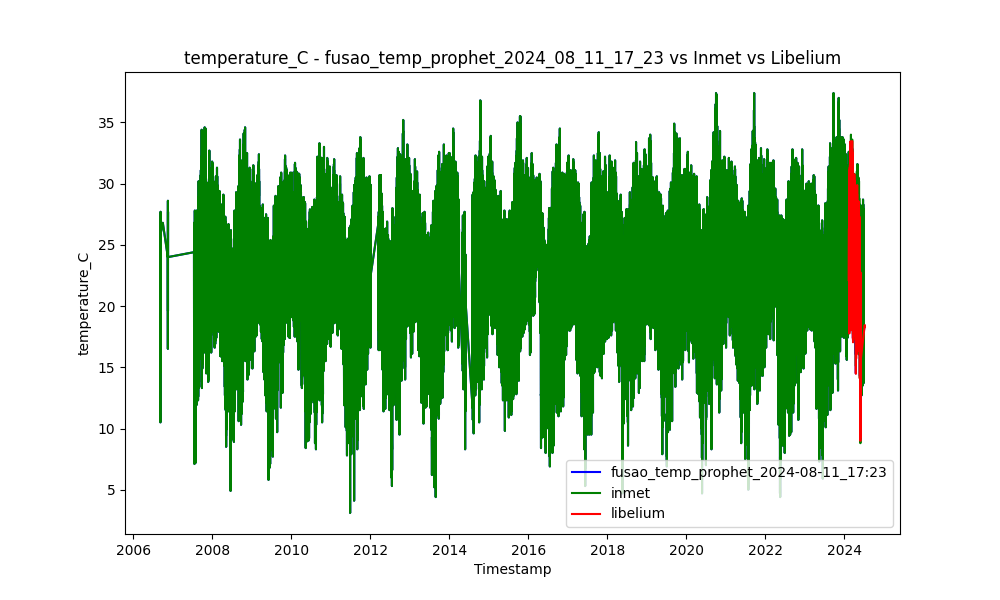 temperature_C - fusao_temp_prophet_2024_08_11_17_23 vs Inmet vs Libelium
temperature_C
35
30
25
20
15
10
5
fusao_temp_prophet_2024-08-11_17:23
inmet
libelium
2006 2008 2010 2012 2014 2016 2018 2020 2022 2024
Timestamp